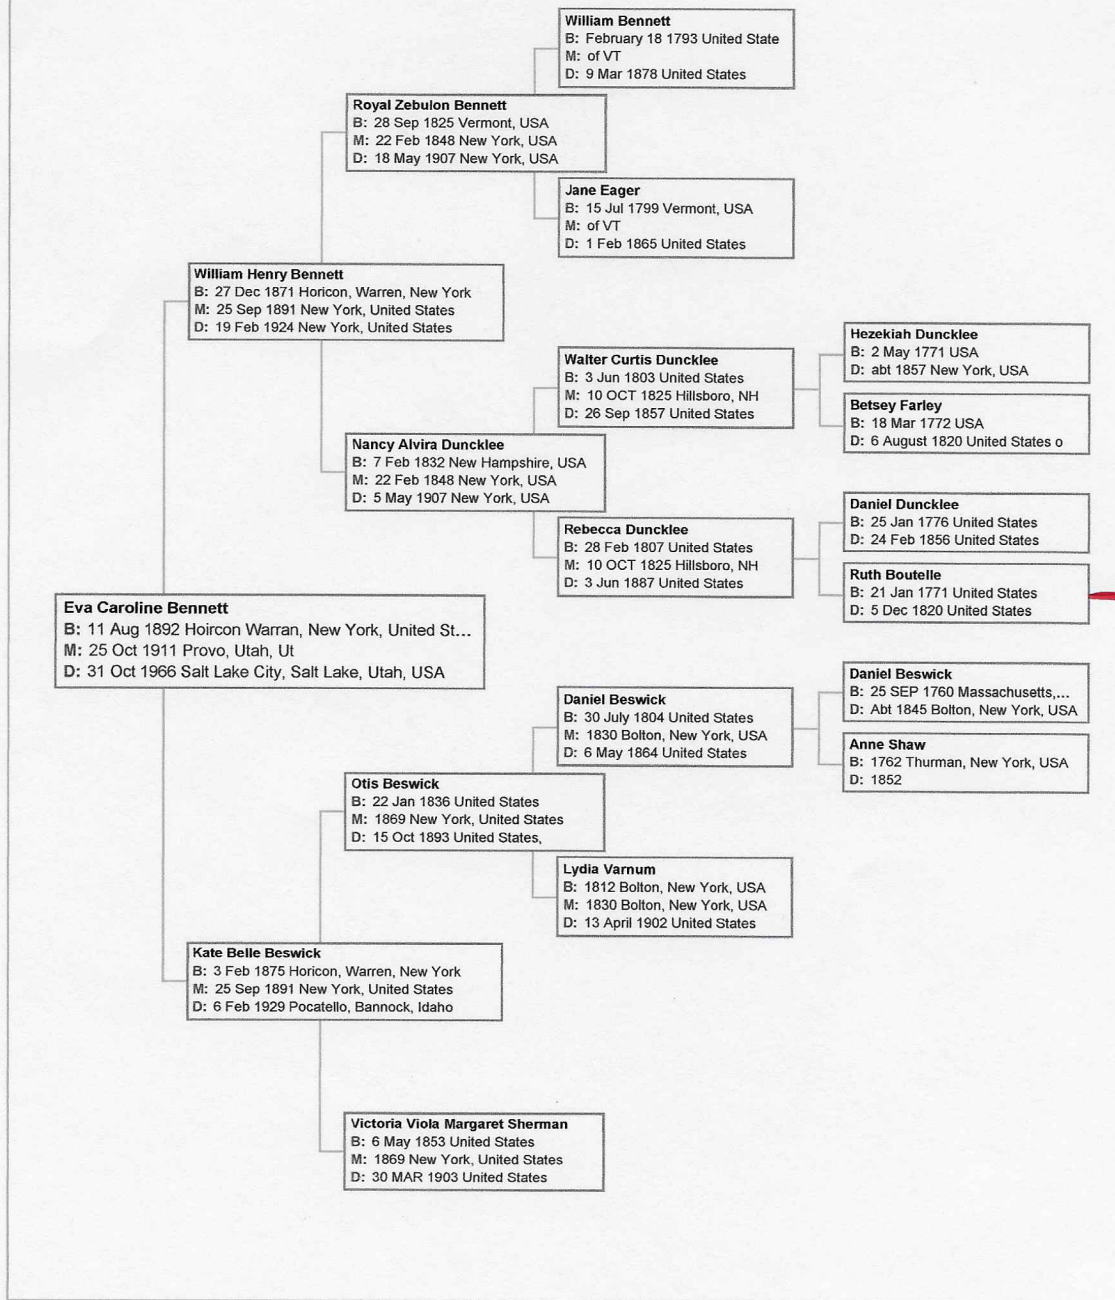 William Bennett
B: February 18 1793 United State
M: of VT
D: 9 Mar 1878 United States
Royal Zebulon Bennett
B: 28 Sep 1825 Vermont, USA
M: 22 Feb 1848 New York, USA
D: 18 May 1907 New York, USA
Jane Eager
B: 15 Jul 1799 Vermont, USA
M: of VT
D: 1 Feb 1865 United States
William Henry Bennett
B: 27 Dec 1871 Horicon, Warren, New York
M: 25 Sep 1891 New York, United States
D: 19 Feb 1924 New York, United States
Hezekiah Duncklee
B: 2 May 1771 USA
D: abt 1857 New York, USA
Walter Curtis Duncklee
B: 3 Jun 1803 United States
M: 10 OCT 1825 Hillsboro, NH
D: 26 Sep 1857 United States
Betsey Farley
B: 18 Mar 1772 USA
D: 6 August 1820 United States o
Nancy Alvira Duncklee
B: 7 Feb 1832 New Hampshire, USA
M: 22 Feb 1848 New York, USA
D: 5 May 1907 New York, USA
Daniel Duncklee
B: 25 Jan 1776 United States
D: 24 Feb 1856 United States
Rebecca Duncklee
B: 28 Feb 1807 United States
M: 10 OCT 1825 Hillsboro, NH
D: 3 Jun 1887 United States
Ruth Boutelle
B: 21 Jan 1771 United States
D: 5 Dec 1820 United States
Eva Caroline Bennett
B: 11 Aug 1892 Hoircon Warran, New York, United St...
M: 25 Oct 1911 Provo, Utah, Ut
D: 31 Oct 1966 Salt Lake City, Salt Lake, Utah, USA
Daniel Beswick
B: 25 SEP 1760 Massachusetts,...
D: Abt 1845 Bolton, New York, USA
Daniel Beswick
B: 30 July 1804 United States
M: 1830 Bolton, New York, USA
D: 6 May 1864 United States
Anne Shaw
B: 1762 Thurman, New York, USA
D: 1852
Otis Beswick
B: 22 Jan 1836 United States
M: 1869 New York, United States
D: 15 Oct 1893 United States,
Lydia Varnum
B: 1812 Bolton, New York, USA
M: 1830 Bolton, New York, USA
D: 13 April 1902 United States
Kate Belle Beswick
B: 3 Feb 1875 Horicon, Warren, New York
M: 25 Sep 1891 New York, United States
D: 6 Feb 1929 Pocatello, Bannock, Idaho
Victoria Viola Margaret Sherman
B: 6 May 1853 United States
M: 1869 New York, United States
D: 30 MAR 1903 United States